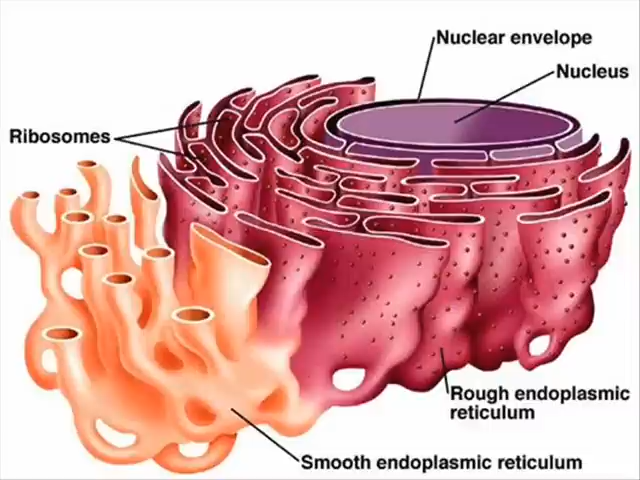 Nuclear envelope
Nucleus
Ribosomes
Rough endoplasmic
reticulum
Smooth endoplasmic reticulum